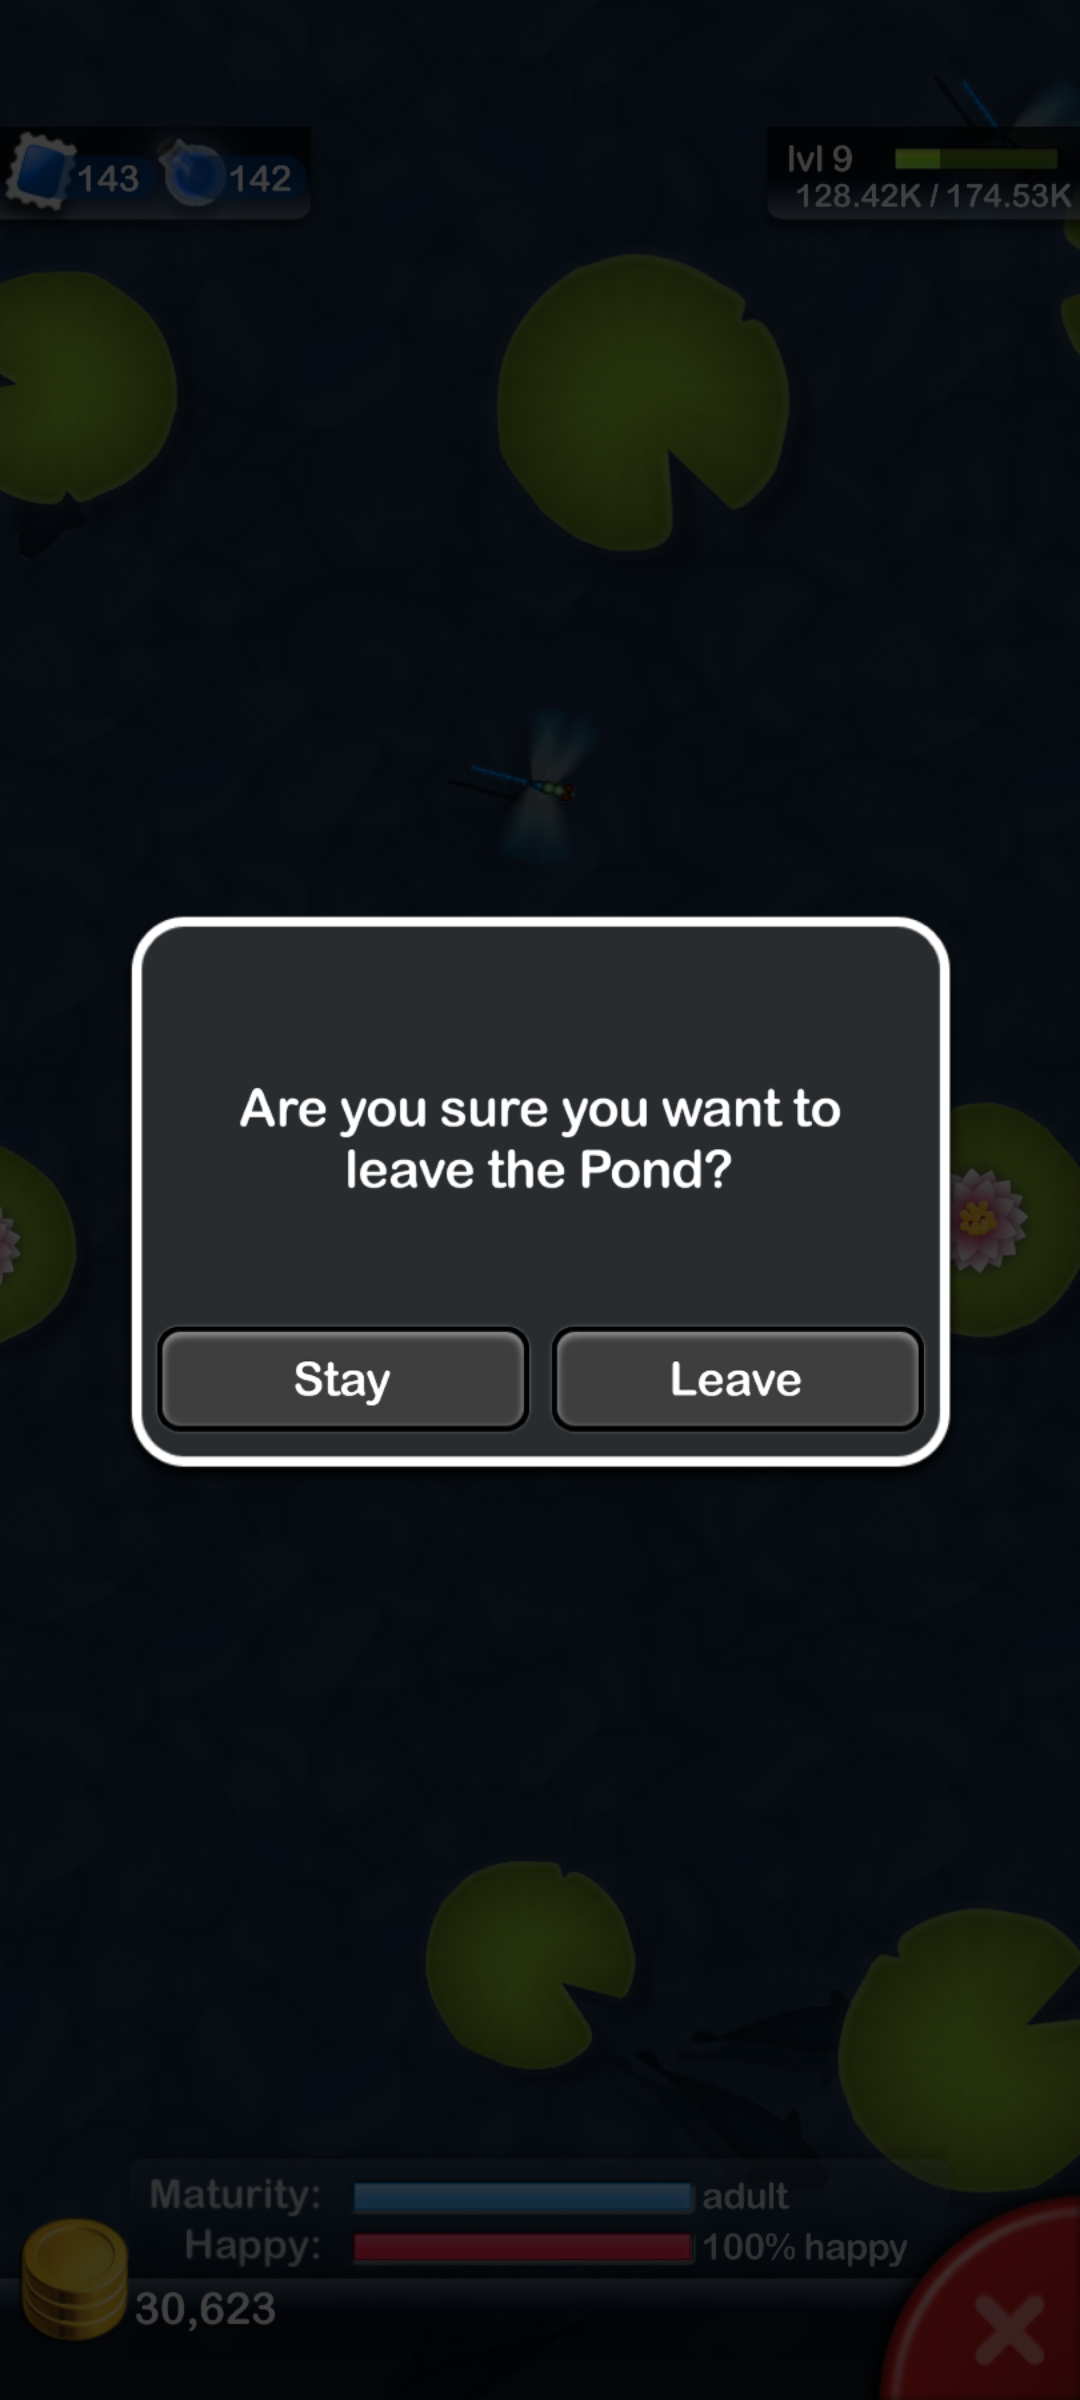 143 142
lvl 9
128.42K / 174.53K
Are you sure you want to
leave the Pond?
Stay Leave
Maturity: adult
Happy: 100% happy
30,623